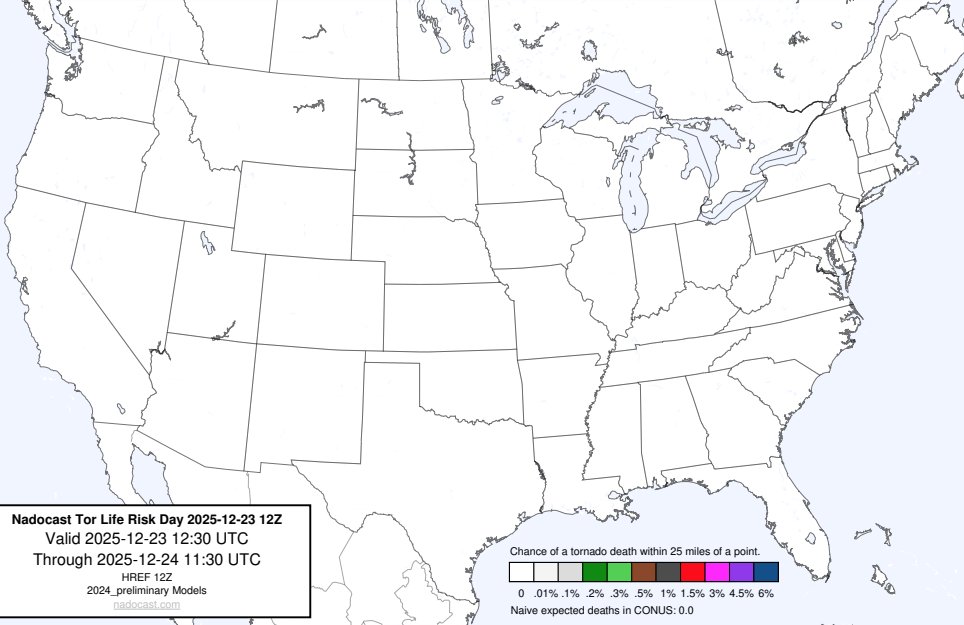 Nadocast Tor Life Risk Day 2025-12-23 12Z
Valid 2025-12-23 12:30 UTC
Through 2025-12-24 11:30 UTC
HREF 12Z
2024_preliminary Models
nadocast.com
Chance of a tornado death within 25 miles of a point.
0 .01% .1% .2% .3% .5% 1% 1.5% 3% 4.5% 6%
Naive expected deaths in CONUS: 0.0